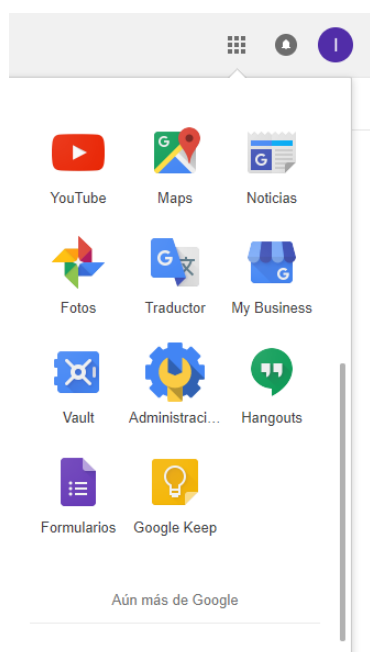 I
YouTube Maps Noticias
Fotos Traductor My Business
Vault Administraci... Hangouts
Formularios Google Keep
Aún más de Google